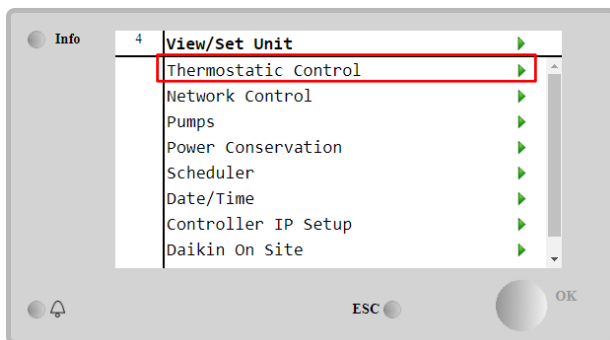 Info
4 View/Set Unit
Thermostatic Control
Network Control
Pumps
Power Conservation
Scheduler
Date/Time
Controller IP Setup
Daikin On Site
ESC
OK